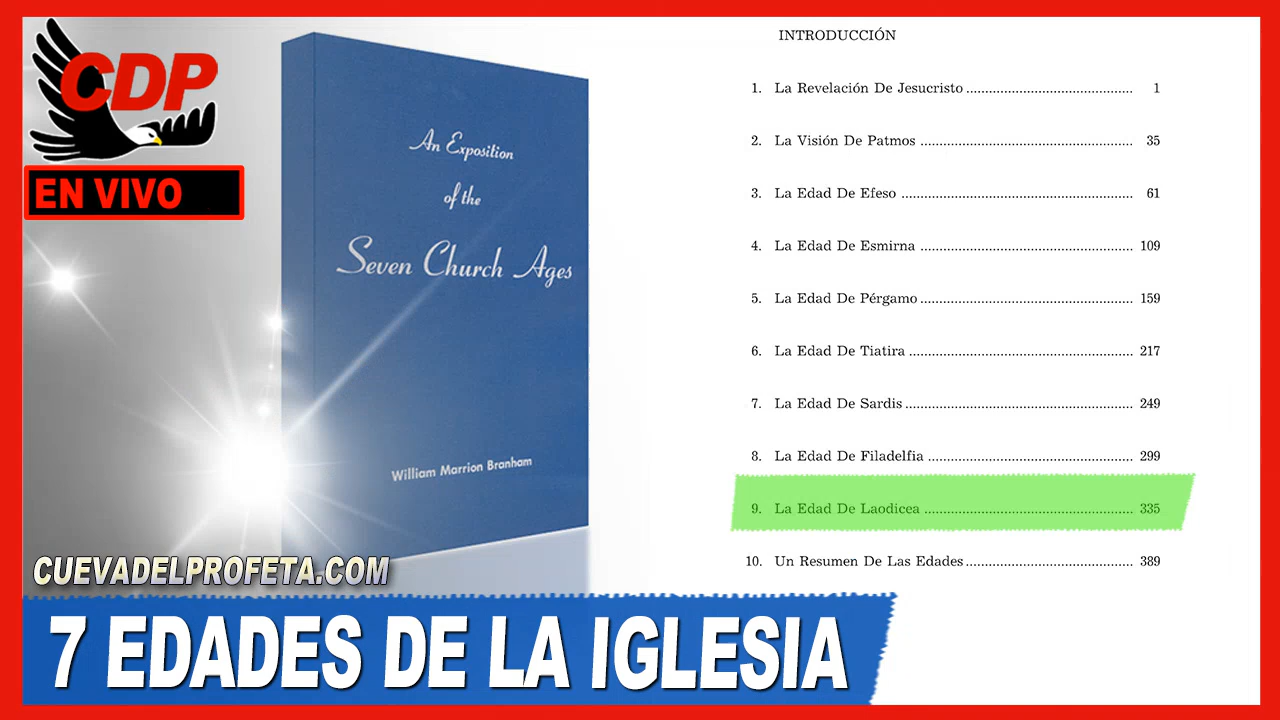 CDP
EN VIVO
An Exposition
of the
Seven Church Ages
William Marrion Branham
CUEVADELPROFETA.COM
7 EDADES DE LA IGLESIA
INTRODUCCIÓN
1. La Revelación De Jesucristo ........................................... 1
2. La Visión De Patmos ....................................................... 35
3. La Edad De Efeso ............................................................ 61
4. La Edad De Esmirna ....................................................... 109
5. La Edad De Pérgamo ....................................................... 159
6. La Edad De Tiatira .......................................................... 217
7. La Edad De Sardis ........................................................... 249
8. La Edad De Filadelfia ..................................................... 299
9. La Edad De Laodicea ...................................................... 335
10. Un Resumen De Las Edades ........................................... 389